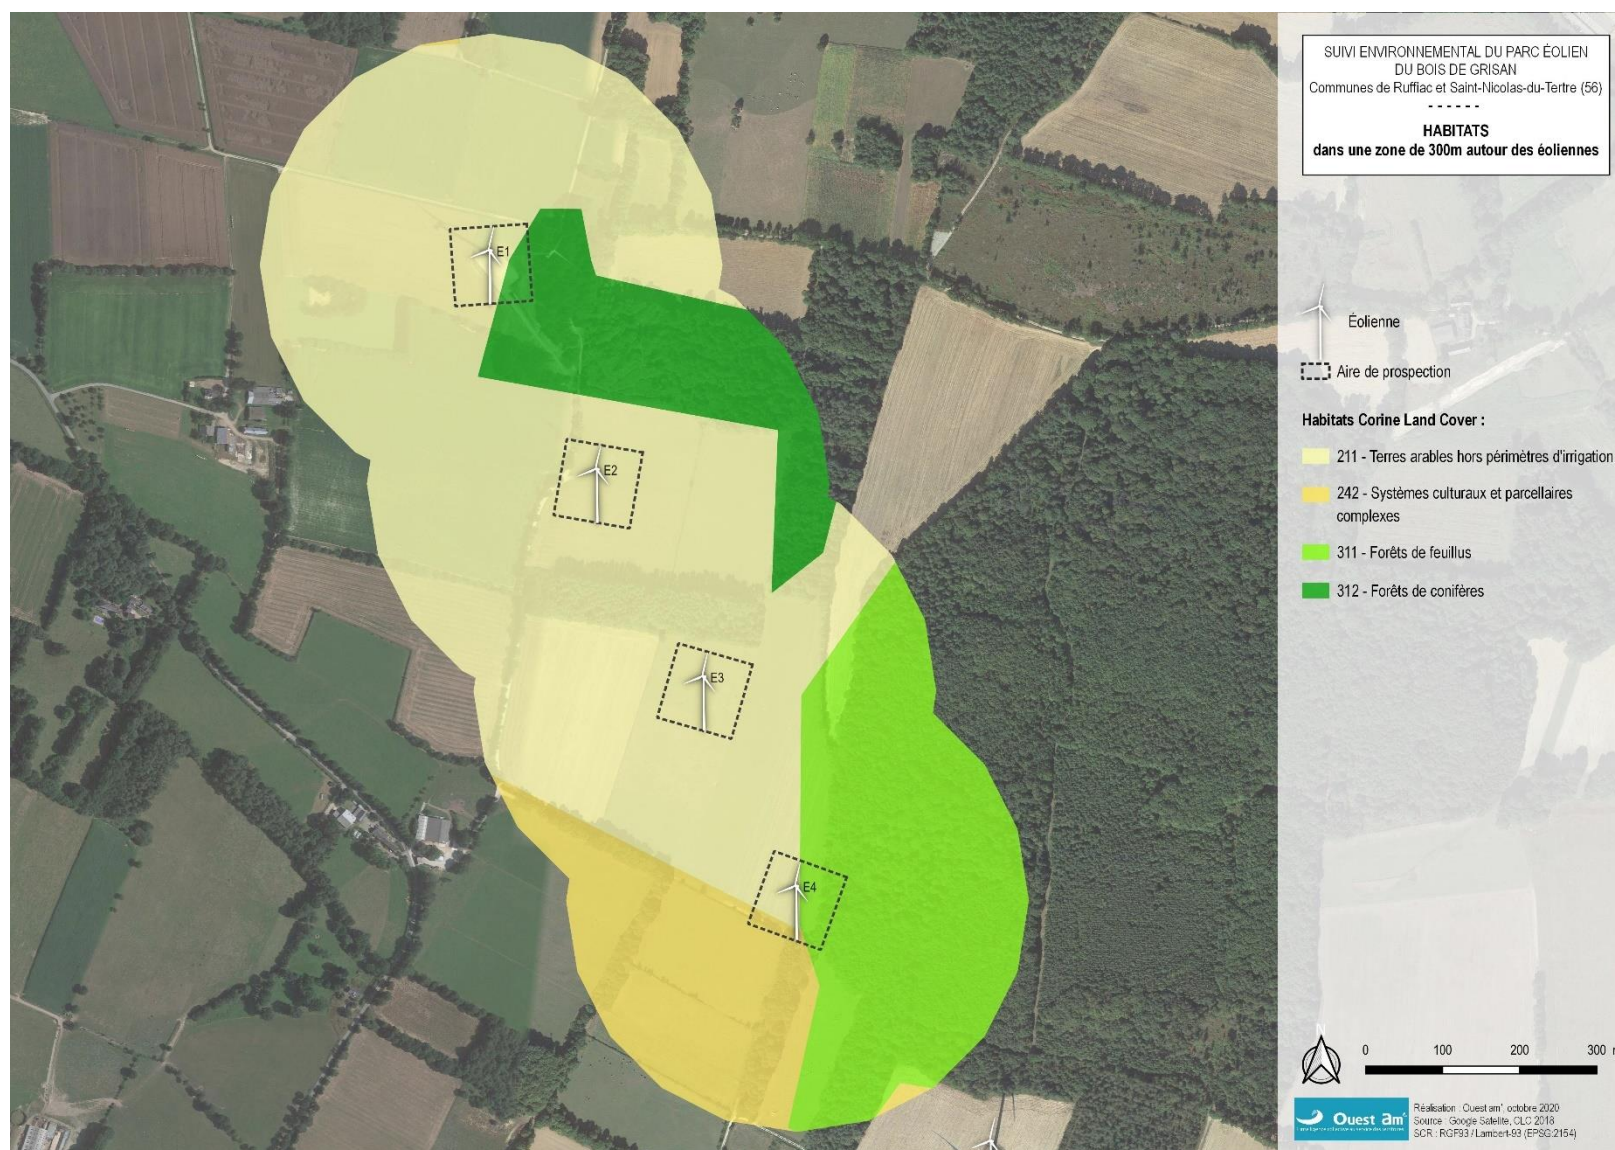 SUIVI ENVIRONNEMENTAL DU PARC ÉOLIEN
DU BOIS DE GRISAN
Communes de Ruffiac et Saint-Nicolas-du-Tertre (56)
- - - - - -
HABITATS
dans une zone de 300m autour des éoliennes
Éolienne
Aire de prospection
Habitats Corine Land Cover :
211 - Terres arables hors périmètres d'irrigation
242 - Systèmes culturaux et parcellaires
complexes
311 - Forêts de feuillus
312 - Forêts de conifères
E1
E2
E3
E4
N
0 100 200 300
Ouest am'
Réalisation : Ouest am', octobre 2020
Source : Google Satelite, CLC 2018
SCR : RGF93 / Lambert-93 (EPSG:2154)